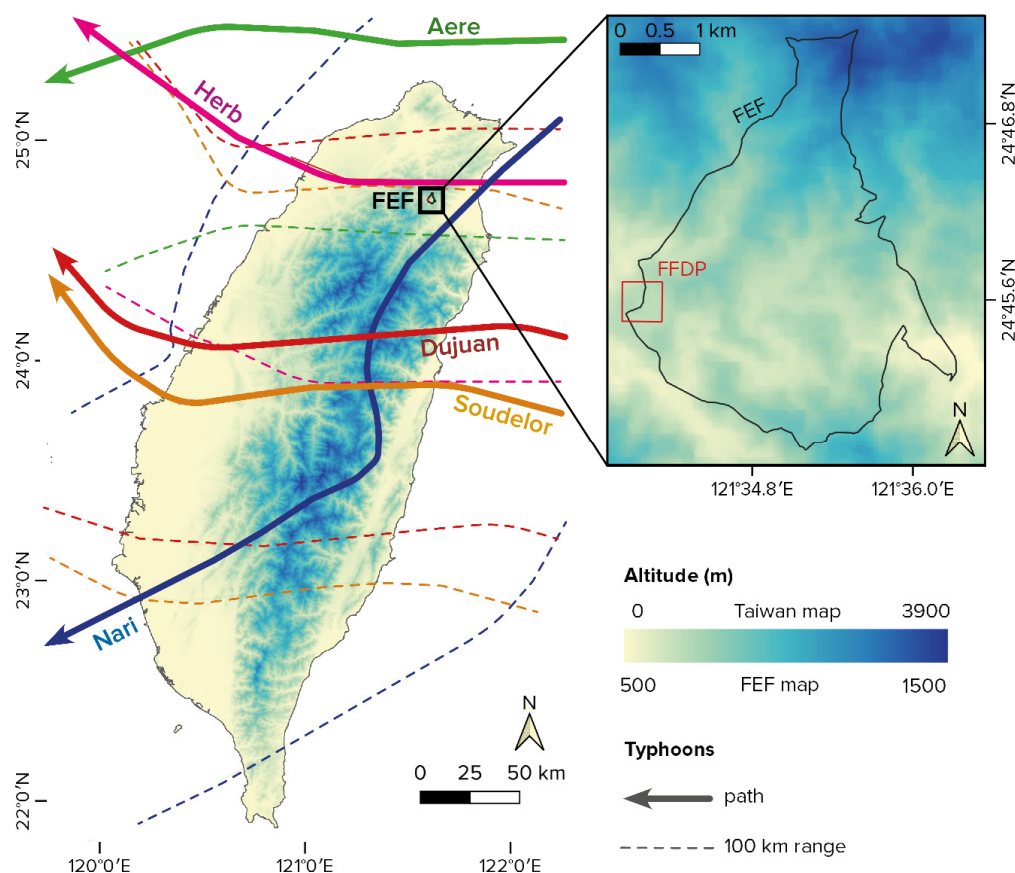 Aere
Herb
FEF
Dujuan
Soudelor
Nari
25°0′N
24°0′N
23°0′N
22°0′N
120°0′E
121°0′E
122°0′E
N
0 25 50 km
0 0.5 1 km
FEF
FFDP
N
24°46.8′N
24°45.6′N
121°34.8′E
121°36.0′E
Altitude (m)
0 Taiwan map 3900
500 FEF map 1500
Typhoons
path
100 km range